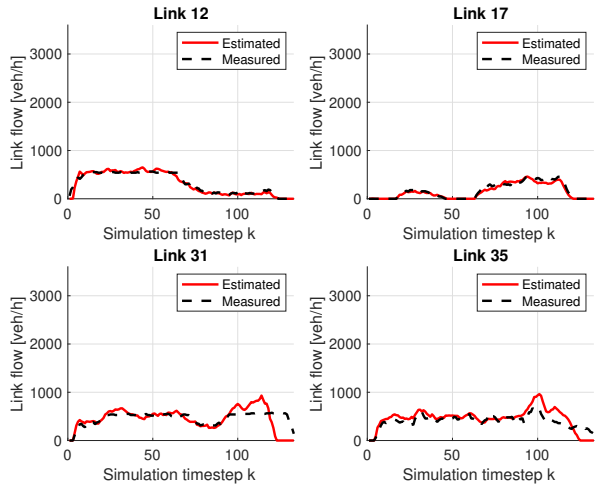 Link 12
Link flow [veh/h]
3000
2000
1000
0
0 50 100
Simulation timestep k
Estimated
Measured
Link 17
Link flow [veh/h]
3000
2000
1000
0
0 50 100
Simulation timestep k
Estimated
Measured
Link 31
Link flow [veh/h]
3000
2000
1000
0
0 50 100
Simulation timestep k
Estimated
Measured
Link 35
Link flow [veh/h]
3000
2000
1000
0
0 50 100
Simulation timestep k
Estimated
Measured